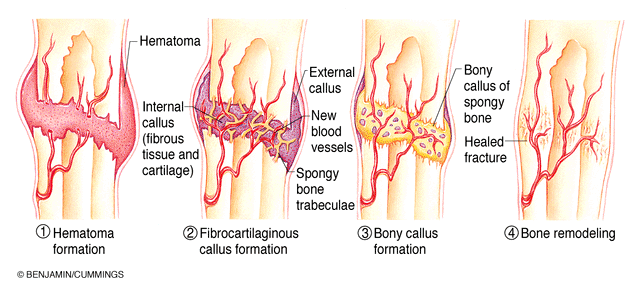 Hematoma
Internal
callus
(fibrous
tissue and
cartilage)
External
callus
New
blood
vessels
Spongy
bone
trabeculae
Bony
callus of
spongy
bone
Healed
fracture
① Hematoma
formation
② Fibrocartilaginous
callus formation
③ Bony callus
formation
④ Bone remodeling
© BENJAMIN/CUMMINGS